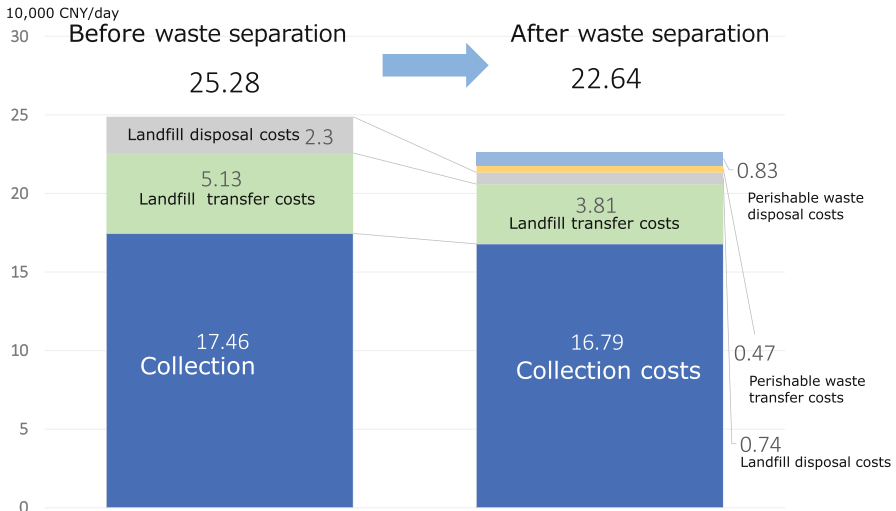 10,000 CNY/day
30
25
20
15
10
5
0
Before waste separation
25.28
Landfill disposal costs 2.3
5.13
Landfill transfer costs
17.46
Collection
After waste separation
22.64
3.81
Landfill transfer costs
16.79
Collection costs
0.83
Perishable waste
disposal costs
0.47
Perishable waste
transfer costs
0.74
Landfill disposal costs